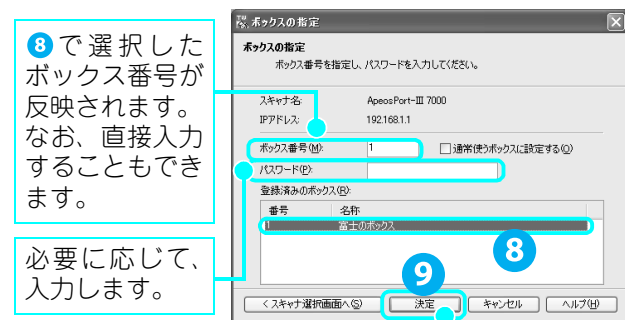 ❽で選択した
ボックス番号が
反映されます。
なお、直接入力
することもでき
ます。
必要に応じて、
入力します。
ボックスの指定
ボックスの指定
ボックス番号を指定し、パスワードを入力してください。
スキャナ名: ApeosPort-Ⅲ 7000
IPアドレス: 192.168.1.1
ボックス番号(M): 1 通常使うボックスに設定する(O)
パスワード(P):
登録済みのボックス(R):
番号 名称
1 富士のボックス
8
9
< スキャナ選択画面へ(S) 決定 キャンセル ヘルプ(H)